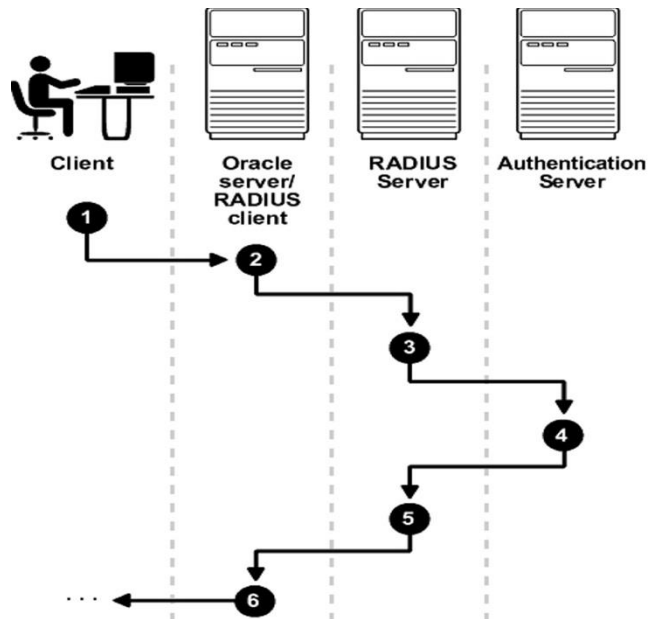 Client
Oracle
server/
RADIUS
client
RADIUS
Server
Authentication
Server
1
2
3
4
5
6
...